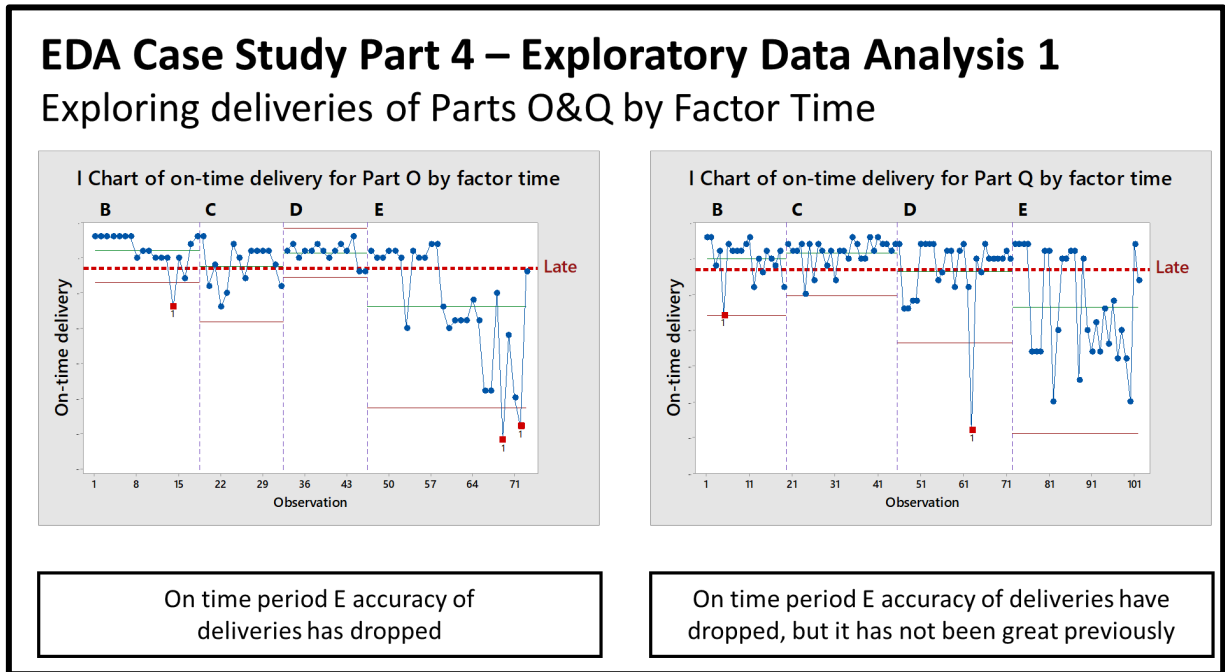 EDA Case Study Part 4 – Exploratory Data Analysis 1
Exploring deliveries of Parts O&Q by Factor Time
I Chart of on-time delivery for Part O by factor time
B C D E
Late
On-time delivery
1
1
1
1 8 15 22 29 36 43 50 57 64 71
Observation
I Chart of on-time delivery for Part Q by factor time
B C D E
Late
On-time delivery
1
1
1 11 21 31 41 51 61 71 81 91 101
Observation
On time period E accuracy of
deliveries has dropped
On time period E accuracy of deliveries have
dropped, but it has not been great previously